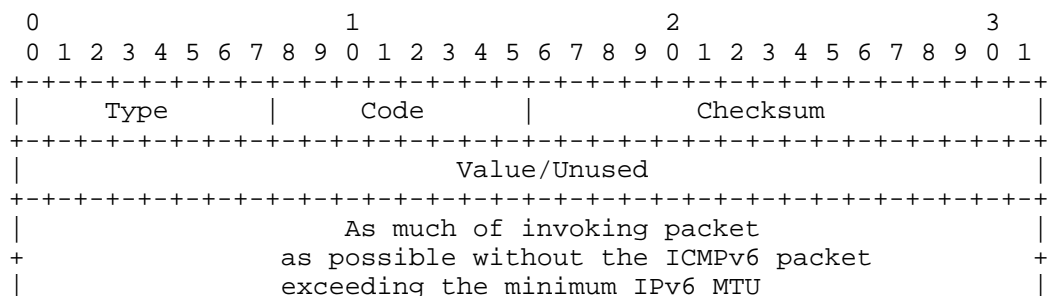 0                   1                   2                   3
 0 1 2 3 4 5 6 7 8 9 0 1 2 3 4 5 6 7 8 9 0 1 2 3 4 5 6 7 8 9 0 1
+-+-+-+-+-+-+-+-+-+-+-+-+-+-+-+-+-+-+-+-+-+-+-+-+-+-+-+-+-+-+-+-+
|     Type      |     Code      |          Checksum             |
+-+-+-+-+-+-+-+-+-+-+-+-+-+-+-+-+-+-+-+-+-+-+-+-+-+-+-+-+-+-+-+-+
|                           Value/Unused                        |
+-+-+-+-+-+-+-+-+-+-+-+-+-+-+-+-+-+-+-+-+-+-+-+-+-+-+-+-+-+-+-+-+
|                    As much of invoking packet                 |
+                as possible without the ICMPv6 packet          +
|                exceeding the minimum IPv6 MTU                 |